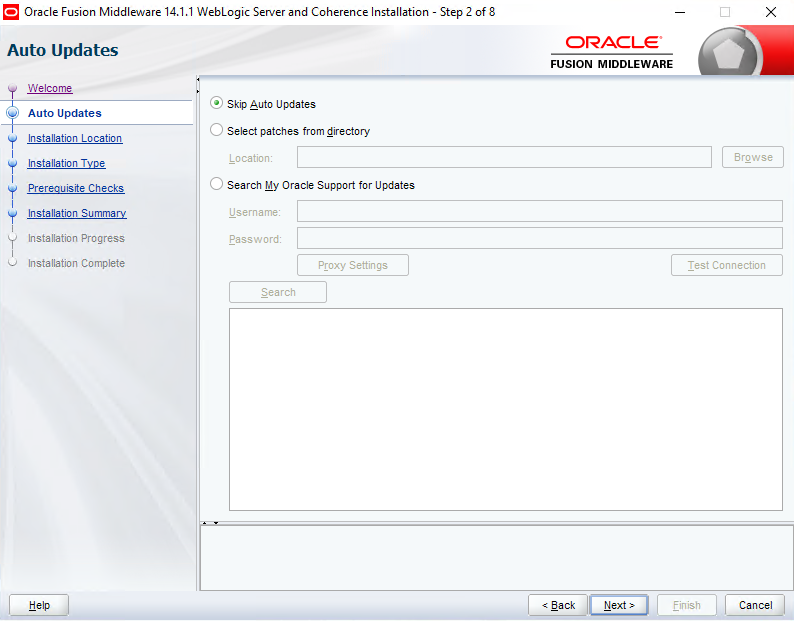 Oracle Fusion Middleware 14.1.1 WebLogic Server and Coherence Installation - Step 2 of 8
Auto Updates
ORACLE
FUSION MIDDLEWARE
Welcome
Auto Updates
Installation Location
Installation Type
Prerequisite Checks
Installation Summary
Installation Progress
Installation Complete
Skip Auto Updates
Select patches from directory
Location:
Browse
Search My Oracle Support for Updates
Username:
Password:
Proxy Settings
Test Connection
Search
Help
< Back
Next >
Finish
Cancel